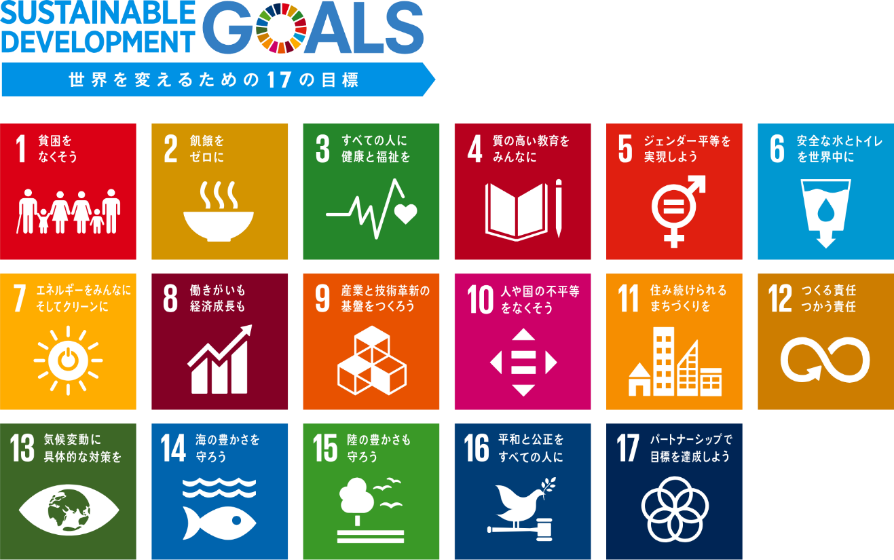 SUSTAINABLE
DEVELOPMENT
GOALS
世界を変えるための17の目標
1 貧困を
なくそう
2 飢餓を
ゼロに
3 すべての人に
健康と福祉を
4 質の高い教育を
みんなに
5 ジェンダー平等を
実現しよう
6 安全な水とトイレ
を世界中に
7 エネルギーをみんなに
そしてクリーンに
8 働きがいも
経済成長も
9 産業と技術革新の
基盤をつくろう
10 人や国の不平等
をなくそう
11 住み続けられる
まちづくりを
12 つくる責任
つかう責任
13 気候変動に
具体的な対策を
14 海の豊かさを
守ろう
15 陸の豊かさも
守ろう
16 平和と公正を
すべての人に
17 パートナーシップで
目標を達成しよう